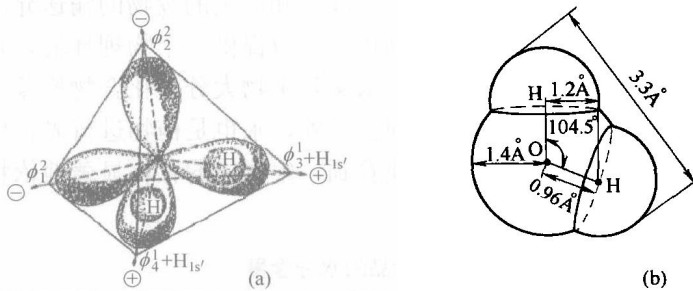 ⊖
ϕ₂²
ϕ₁²
⊖
H
ϕ₃¹+H₁ₛ′
⊕
H
ϕ₄¹+H₁ₛ′
⊕
(a)
H
1.2Å
3.3Å
104.5°
1.4Å
O
0.96Å
H
(b)